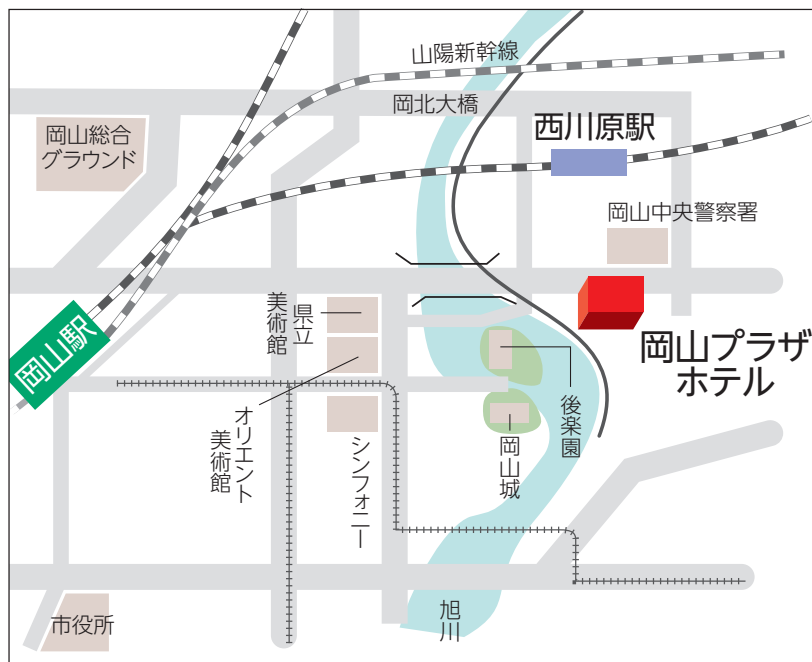 山陽新幹線
岡北大橋
西川原駅
岡山総合
グラウンド
岡山中央警察署
岡山駅
県立
美術館
岡山プラザ
ホテル
オリエント
美術館
シンフォニー
後楽園
岡山城
旭川
市役所